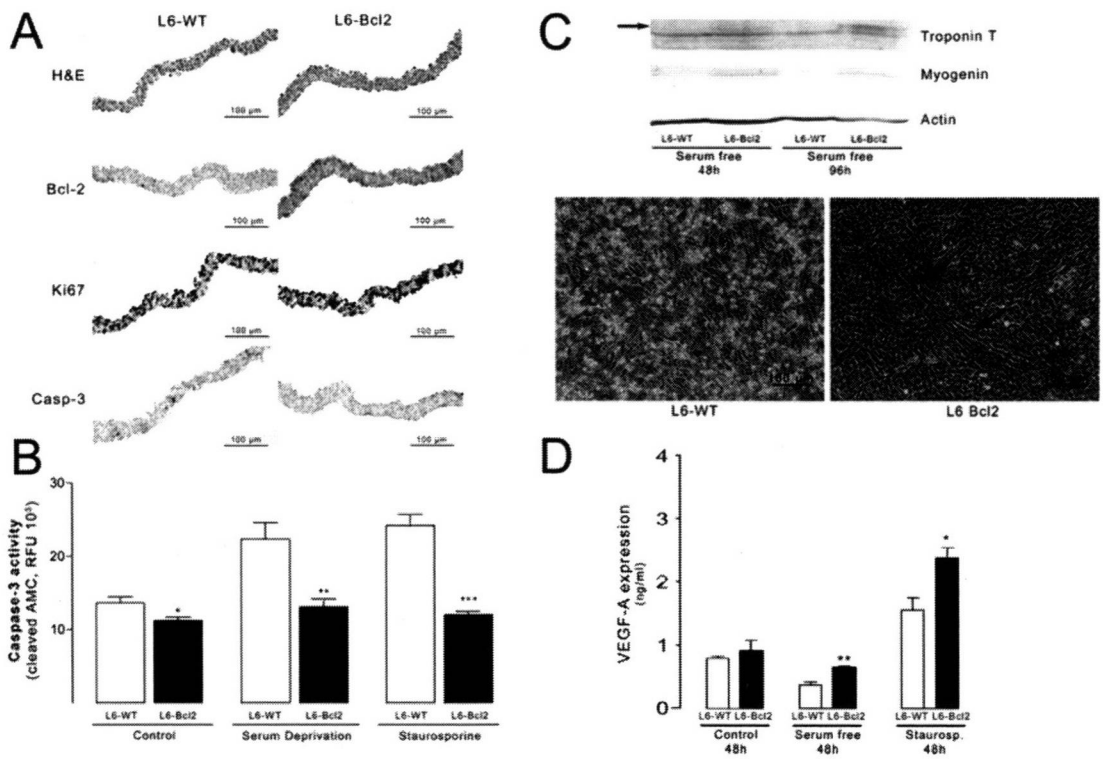 A
L6-WT
L6-Bcl2
H&E
100 µm
100 µm
Bcl-2
100 µm
100 µm
Ki67
100 µm
100 µm
Casp-3
100 µm
100 µm
B
Caspase-3 activity
(cleaved AMC, RFU 10³)
30
20
10
*
**
***
L6-WT L6-Bcl2
L6-WT L6-Bcl2
L6-WT L6-Bcl2
Control
Serum Deprivation
Staurosporine
C
Troponin T
Myogenin
Actin
L6-WT L6-Bcl2
L6-WT L6-Bcl2
Serum free
48h
Serum free
96h
L6-WT
L6 Bcl2
D
VEGF-A expression
(ng/ml)
4
3
2
1
0
**
*
L6-WT L6-Bcl2
L6-WT L6-Bcl2
L6-WT L6-Bcl2
Control
48h
Serum free
48h
Staurosp.
48h